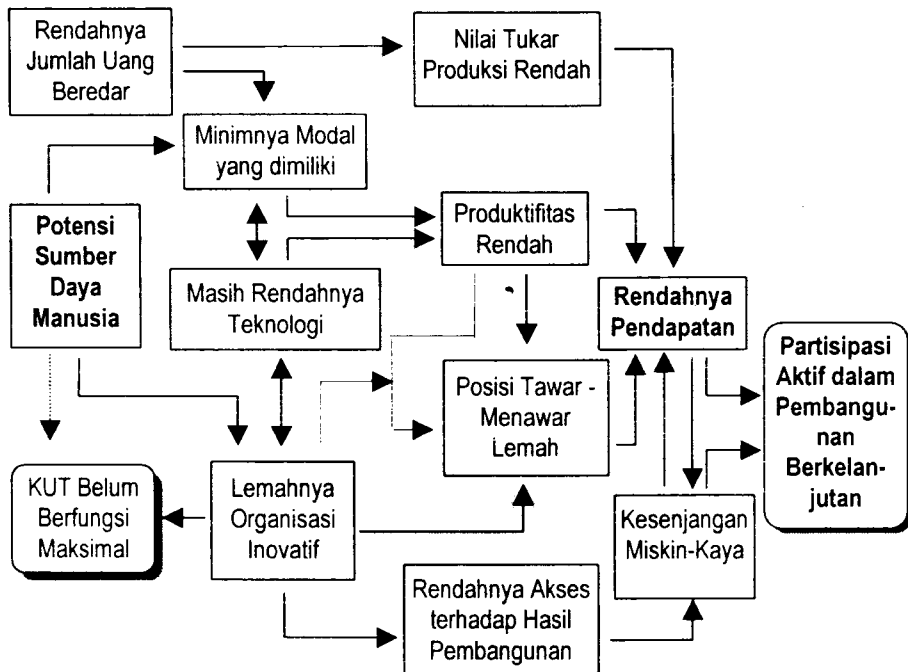 Rendahnya
Jumlah Uang
Beredar
Nilai Tukar
Produksi Rendah
Minimnya Modal
yang dimiliki
Potensi
Sumber
Daya
Manusia
Produktifitas
Rendah
Masih Rendahnya
Teknologi
Rendahnya
Pendapatan
Partisipasi
Aktif dalam
Pembangu-
nan
Berkelan-
jutan
Posisi Tawar -
Menawar
Lemah
KUT Belum
Berfungsi
Maksimal
Lemahnya
Organisasi
Inovatif
Kesenjangan
Miskin-Kaya
Rendahnya Akses
terhadap Hasil
Pembangunan